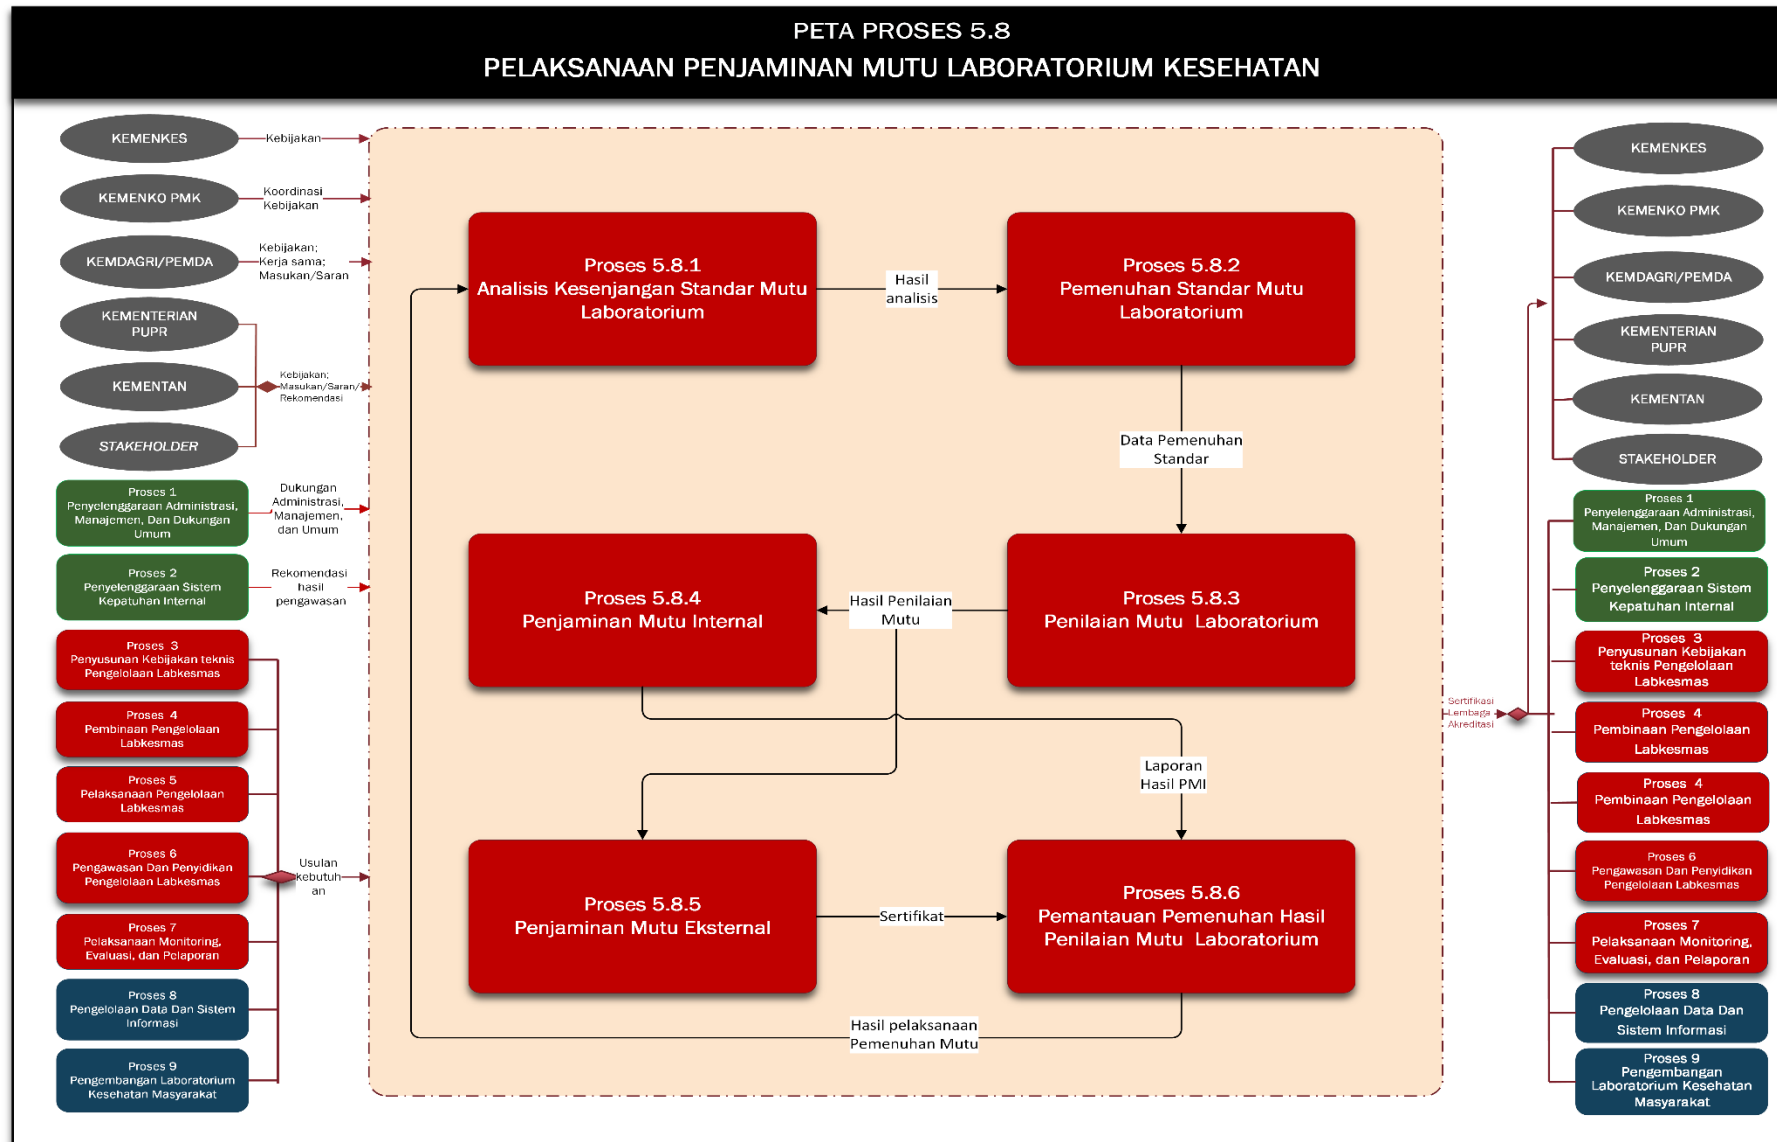 PETA PROSES 5.8
PELAKSANAAN PENJAMINAN MUTU LABORATORIUM KESEHATAN
KEMENKES
Kebijakan
KEMENKO PMK
Koordinasi
Kebijakan
KEMDAGRI/PEMDA
Kebijakan;
Kerja sama;
Masukan/Saran
KEMENTERIAN
PUPR
KEMENTAN
STAKEHOLDER
Kebijakan;
Masukan/Saran/
Rekomendasi
Proses 1
Penyelenggaraan Administrasi,
Manajemen, Dan Dukungan
Umum
Dukungan
Administrasi,
Manajemen,
dan Umum
Proses 2
Penyelenggaraan Sistem
Kepatuhan Internal
Rekomendasi
hasil
pengawasan
Proses 3
Penyusunan Kebijakan teknis
Pengelolaan Labkesmas
Proses 4
Pembinaan Pengelolaan
Labkesmas
Proses 5
Pelaksanaan Pengelolaan
Labkesmas
Proses 6
Pengawasan Dan Penyidikan
Pengelolaan Labkesmas
Proses 7
Pelaksanaan Monitoring,
Evaluasi, dan Pelaporan
Proses 8
Pengelolaan Data Dan Sistem
Informasi
Proses 9
Pengembangan Laboratorium
Kesehatan Masyarakat
Usulan
kebutuh
an
Proses 5.8.1
Analisis Kesenjangan Standar Mutu
Laboratorium
Hasil
analisis
Proses 5.8.2
Pemenuhan Standar Mutu
Laboratorium
Data Pemenuhan
Standar
Proses 5.8.3
Penilaian Mutu Laboratorium
Hasil Penilaian
Mutu
Proses 5.8.4
Penjaminan Mutu Internal
Laporan
Hasil PMI
Proses 5.8.5
Penjaminan Mutu Eksternal
Sertifikat
Proses 5.8.6
Pemantauan Pemenuhan Hasil
Penilaian Mutu Laboratorium
Hasil pelaksanaan
Pemenuhan Mutu
Sertifikasi
Lembaga
Akreditasi
KEMENKES
KEMENKO PMK
KEMDAGRI/PEMDA
KEMENTERIAN
PUPR
KEMENTAN
STAKEHOLDER
Proses 1
Penyelenggaraan Administrasi,
Manajemen, Dan Dukungan
Umum
Proses 2
Penyelenggaraan Sistem
Kepatuhan Internal
Proses 3
Penyusunan Kebijakan
teknis Pengelolaan
Labkesmas
Proses 4
Pembinaan Pengelolaan
Labkesmas
Proses 4
Pembinaan Pengelolaan
Labkesmas
Proses 6
Pengawasan Dan Penyidikan
Pengelolaan Labkesmas
Proses 7
Pelaksanaan Monitoring,
Evaluasi, dan Pelaporan
Proses 8
Pengelolaan Data Dan
Sistem Informasi
Proses 9
Pengembangan
Laboratorium Kesehatan
Masyarakat